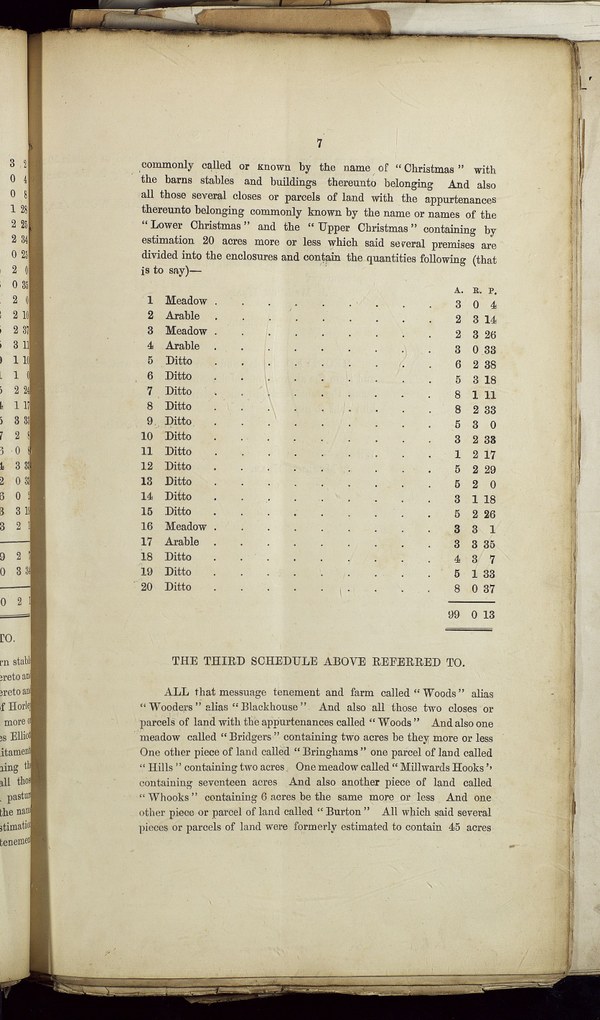 7
commonly called or known by the name of "Christmas" with
the barns stables and buildings thereunto belonging And also
all those several closes or parcels of land with the appurtenances
thereunto belonging commonly known by the name or names of the
"Lower Christmas" and the "Upper Christmas" containing by
estimation 20 acres more or less which said several premises are
divided into the enclosures and contain the quantities following (that
is to say)—
A. R. P.
1 Meadow . . . . . . . . . 3 0 4
2 Arable . . . . . . . . . 2 3 14
3 Meadow . . . . . . . . . 2 3 26
4 Arable . . . . . . . . . 3 0 33
5 Ditto . . . . . . . . . 6 2 38
6 Ditto . . . . . . . . . 5 3 18
7 Ditto . . . . . . . . . 8 1 11
8 Ditto . . . . . . . . . 8 2 33
9 Ditto . . . . . . . . . 5 3 0
10 Ditto . . . . . . . . . 3 2 33
11 Ditto . . . . . . . . . 1 2 17
12 Ditto . . . . . . . . . 5 2 29
13 Ditto . . . . . . . . . 5 2 0
14 Ditto . . . . . . . . . 3 1 18
15 Ditto . . . . . . . . . 5 2 26
16 Meadow . . . . . . . . . 3 3 1
17 Arable . . . . . . . . . 3 3 35
18 Ditto . . . . . . . . . 4 3 7
19 Ditto . . . . . . . . . 5 1 33
20 Ditto . . . . . . . . . 8 0 37
99 0 13
THE THIRD SCHEDULE ABOVE REFERRED TO.
ALL that messuage tenement and farm called "Woods" alias
"Wooders" alias "Blackhouse" And also all those two closes or
parcels of land with the appurtenances called "Woods" And also one
meadow called "Bridgers" containing two acres be they more or less
One other piece of land called "Bringhams" one parcel of land called
"Hills" containing two acres One meadow called "Millwards Hooks"
containing seventeen acres And also another piece of land called
"Whooks" containing 6 acres be the same more or less And one
other piece or parcel of land called "Burton" All which said several
pieces or parcels of land were formerly estimated to contain 45 acres